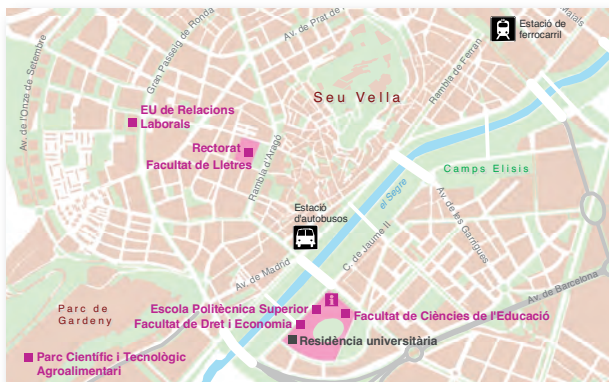 Av. de l'Onze de Setembre
Gran Passeig de Ronda
Av. de Prat de
Estació de
ferrocarril
Rambla de Ferran
Seu Vella
EU de Relacions
Laborals
Rectorat
Facultat de Lletres
Rambla d'Aragó
Camps Elisis
el Segre
Estació
d'autobusos
Av. de les Garrigues
C. de Jaume II
Av. de Madrid
Av. de Barcelona
Parc de
Gardeny
i
Escola Politècnica Superior
Facultat de Ciències de l'Educació
Facultat de Dret i Economia
Residència universitària
Parc Científic i Tecnològic
Agroalimentari